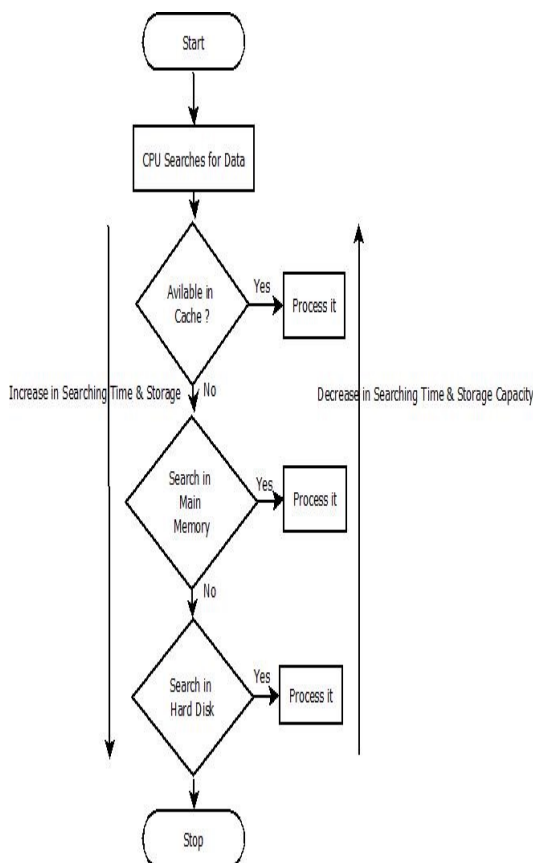 Start
CPU Searches for Data
Avilable in
Cache ?
Yes
Process it
Increase in Searching Time & Storage
No
Decrease in Searching Time & Storage Capacity
Search in
Main
Memory
Yes
Process it
No
Search in
Hard Disk
Yes
Process it
Stop